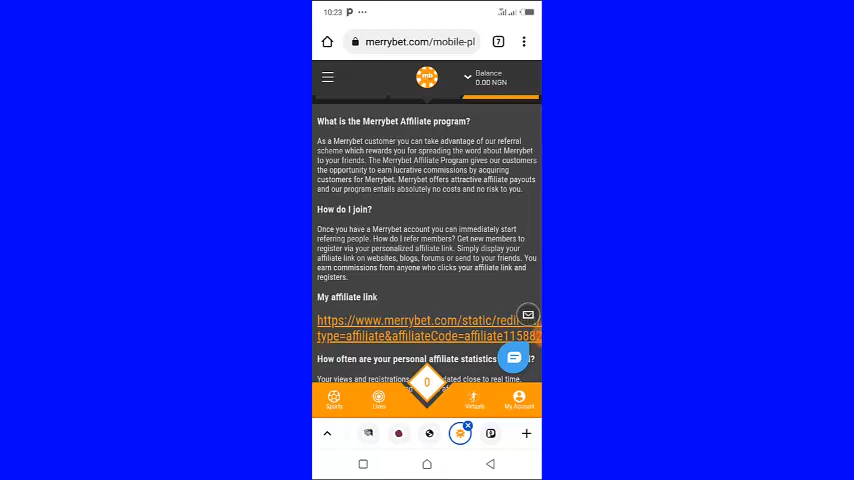 10:23 P
merrybet.com/mobile-pl
7
mb
Balance
0.00 NGN
What is the Merrybet Affiliate program?
As a Merrybet customer you can take advantage of our referral
scheme which rewards you for spreading the word about Merrybet
to your friends. The Merrybet Affiliate Program gives our customers
the opportunity to earn lucrative commissions by acquiring
customers for Merrybet. Merrybet offers attractive affiliate payouts
and our program entails absolutely no costs and no risk to you.
How do I join?
Once you have a Merrybet account you can immediately start
referring people. How do I refer members? Get new members to
register via your personalized affiliate link. Simply display your
affiliate link on websites, blogs, forums or send to your friends. You
earn commissions from anyone who clicks your affiliate link and
registers.
My affiliate link
https://www.merrybet.com/static/redi
type=affiliate&affiliateCode=affiliate115882
How often are your personal affiliate statistics ?
Your views and registrations dated close to real time.
0
Sports
Lives
Virtuals
My Account